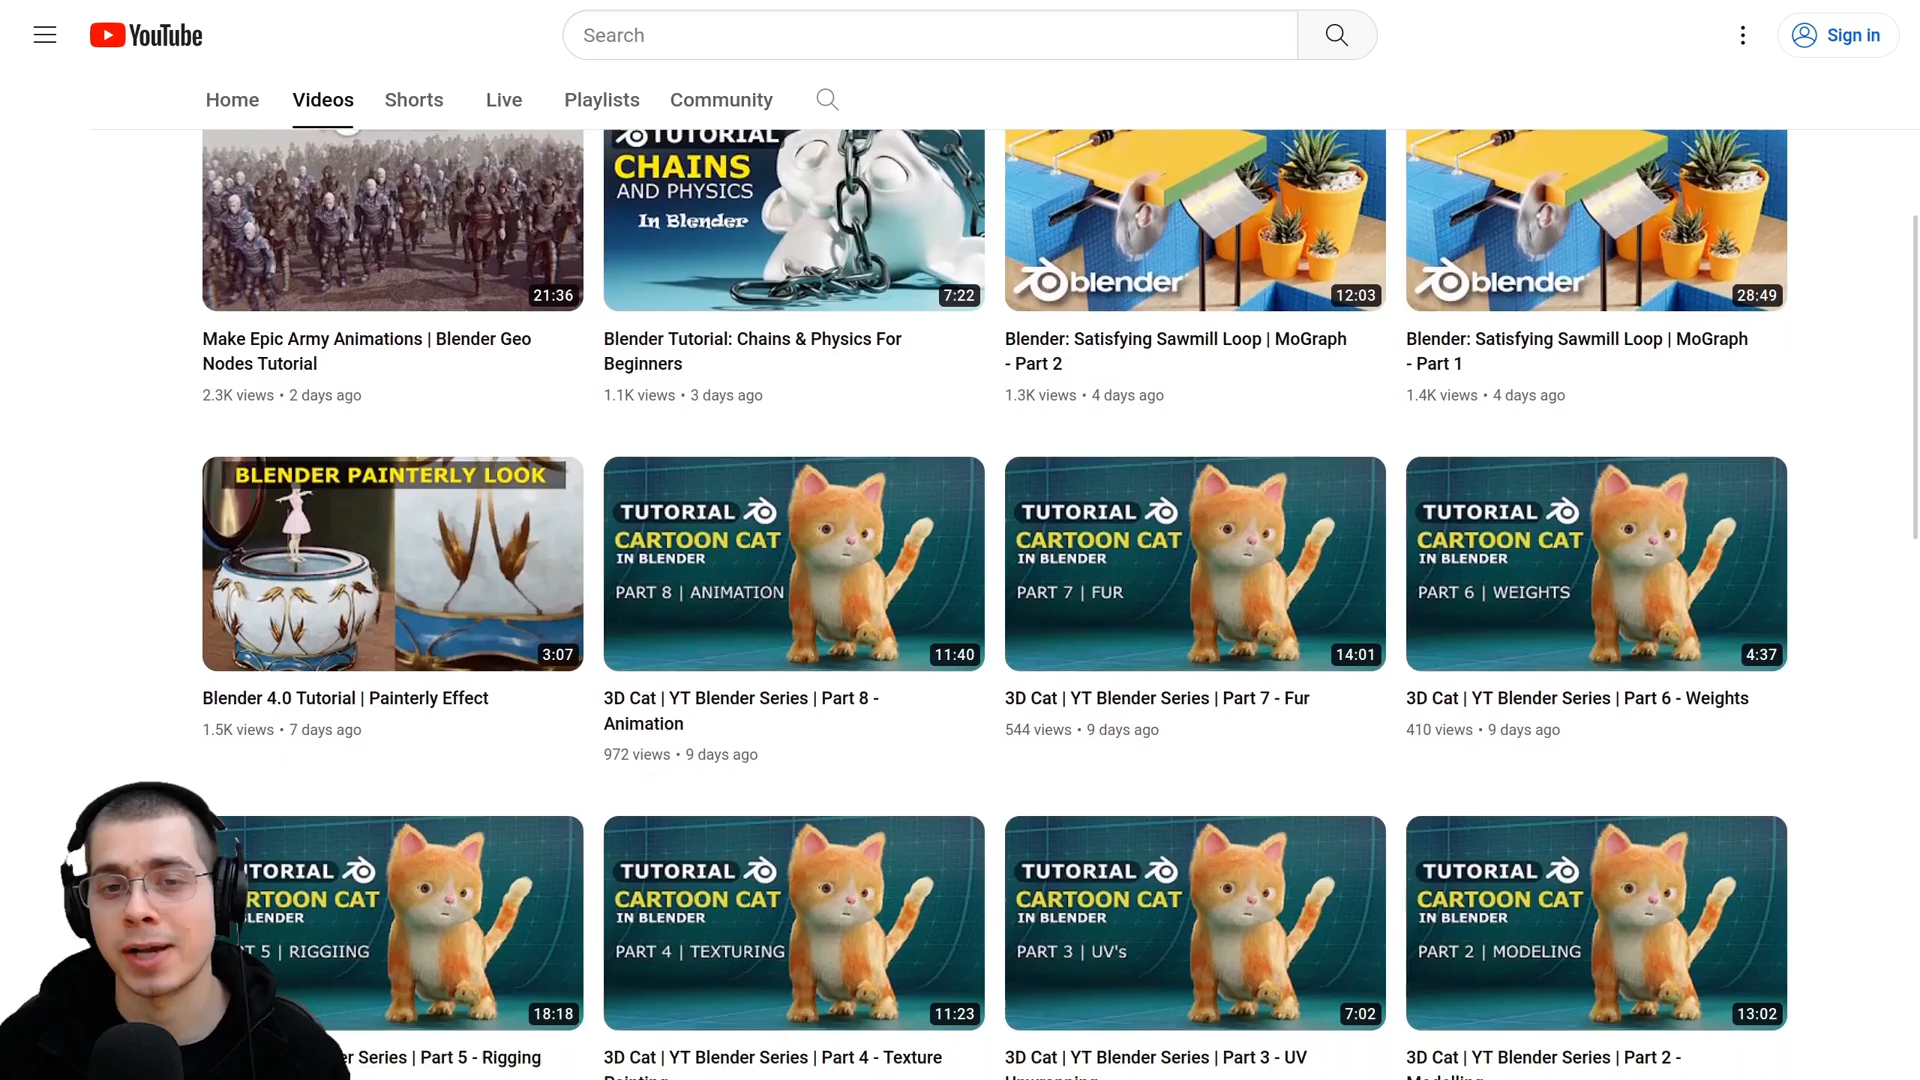 YouTube
Search
Sign in
Home
Videos
Shorts
Live
Playlists
Community
21:36
Make Epic Army Animations | Blender Geo
Nodes Tutorial
2.3K views • 2 days ago
TUTORIAL
CHAINS
AND PHYSICS
In Blender
7:22
Blender Tutorial: Chains & Physics For
Beginners
1.1K views • 3 days ago
blender
12:03
Blender: Satisfying Sawmill Loop | MoGraph
- Part 2
1.3K views • 4 days ago
blender
28:49
Blender: Satisfying Sawmill Loop | MoGraph
- Part 1
1.4K views • 4 days ago
BLENDER PAINTERLY LOOK
3:07
Blender 4.0 Tutorial | Painterly Effect
1.5K views • 7 days ago
TUTORIAL
CARTOON CAT
IN BLENDER
PART 8 | ANIMATION
11:40
3D Cat | YT Blender Series | Part 8 -
Animation
972 views • 9 days ago
TUTORIAL
CARTOON CAT
IN BLENDER
PART 7 | FUR
14:01
3D Cat | YT Blender Series | Part 7 - Fur
544 views • 9 days ago
TUTORIAL
CARTOON CAT
IN BLENDER
PART 6 | WEIGHTS
4:37
3D Cat | YT Blender Series | Part 6 - Weights
410 views • 9 days ago
TUTORIAL
RTOON CAT
BLENDER
T 5 | RIGGIING
18:18
er Series | Part 5 - Rigging
TUTORIAL
CARTOON CAT
IN BLENDER
PART 4 | TEXTURING
11:23
3D Cat | YT Blender Series | Part 4 - Texture
TUTORIAL
CARTOON CAT
IN BLENDER
PART 3 | UV's
7:02
3D Cat | YT Blender Series | Part 3 - UV
TUTORIAL
CARTOON CAT
IN BLENDER
PART 2 | MODELING
13:02
3D Cat | YT Blender Series | Part 2 -